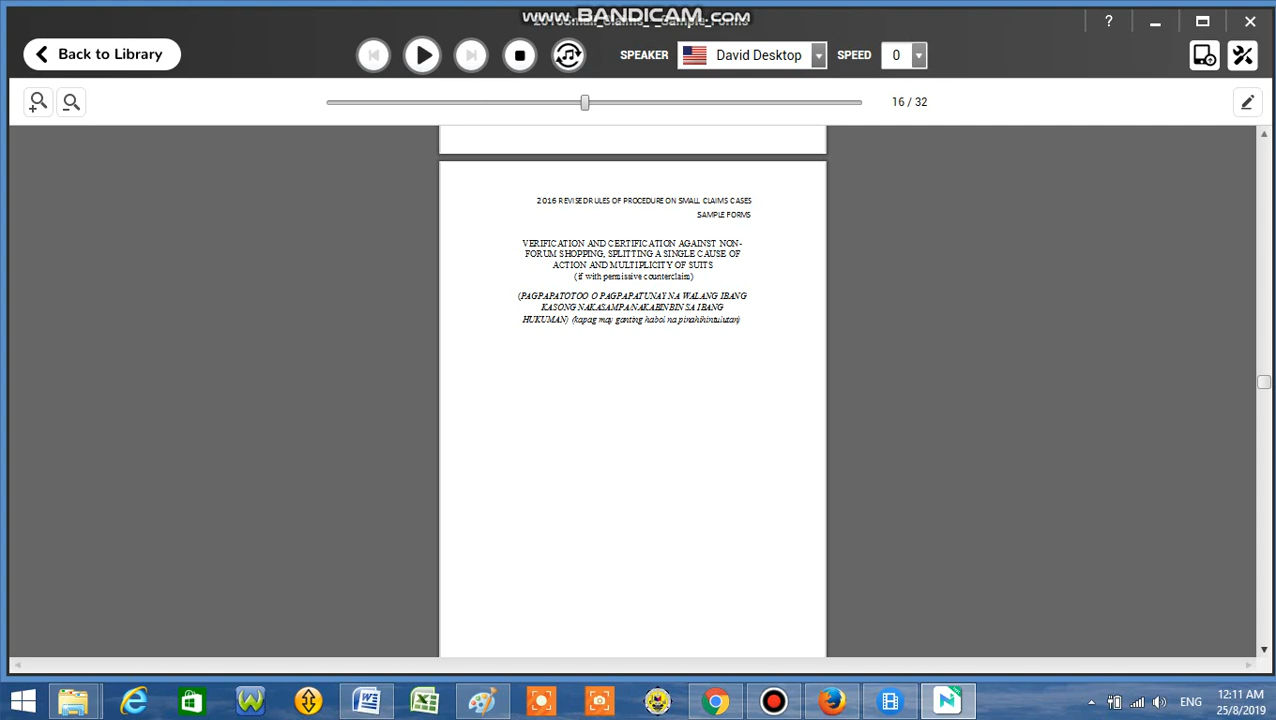 www.BANDICAM.com
Back to Library
SPEAKER
David Desktop
SPEED
0
?
16 / 32
2016 REVISED RULES OF PROCEDURE ON SMALL CLAIMS CASES
SAMPLE FORMS
VERIFICATION AND CERTIFICATION AGAINST NON-
FORUM SHOPPING, SPLITTING A SINGLE CAUSE OF
ACTION AND MULTIPLICITY OF SUITS
(if with permissive counterclaim)
(PAGPAPATOTOO O PAGPAPATUNAY NA WALANG IBANG
KASONG NAKASAMPA/NAKABINBIN SA IBANG
HUKUMAN) (kapag may ganting habol na pinahihintulutan)
ENG
12:11 AM
25/8/2019